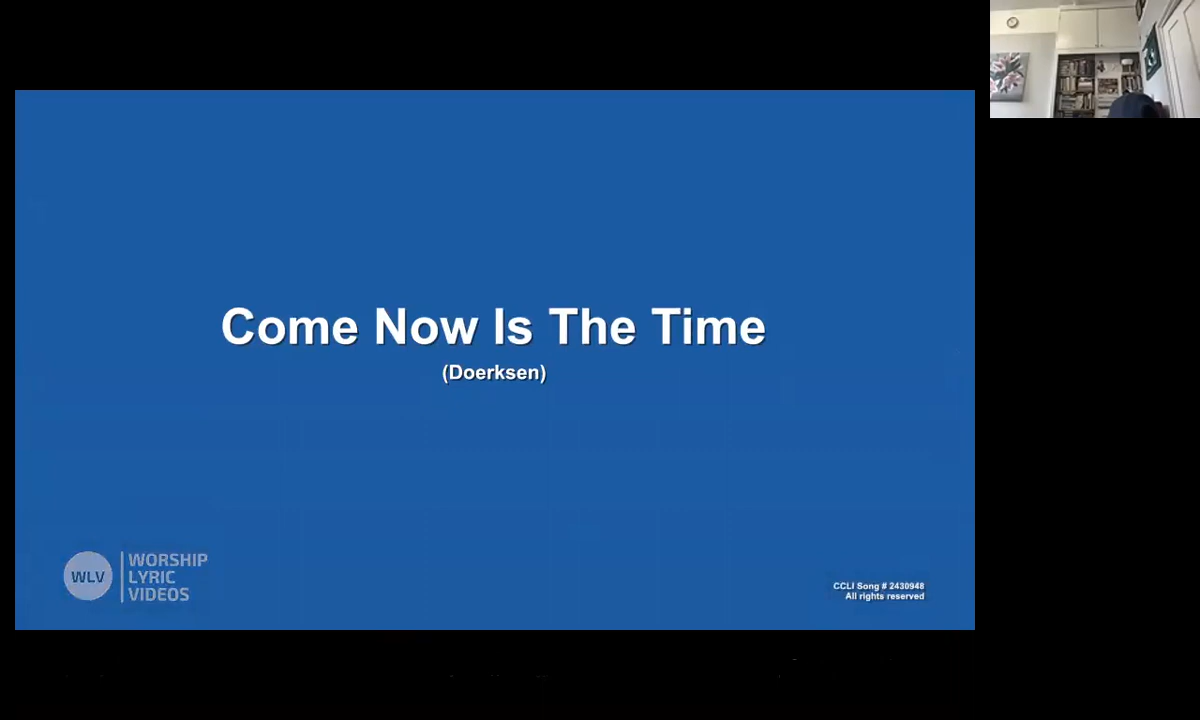 Come Now Is The Time
(Doerksen)
WLV
WORSHIP
LYRIC
VIDEOS
CCLI Song # 2430948
All rights reserved